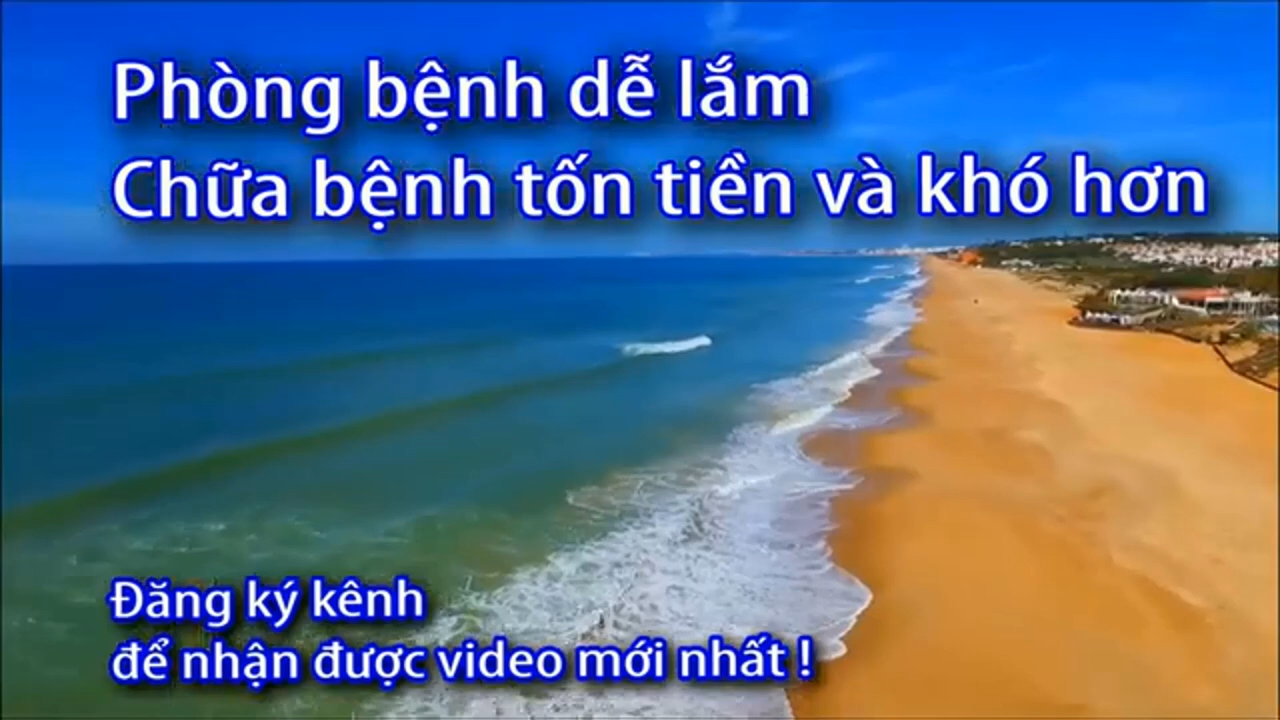 Phòng bệnh dễ lắm
Chữa bệnh tốn tiền và khó hơn
Đăng ký kênh
để nhận được video mới nhất !